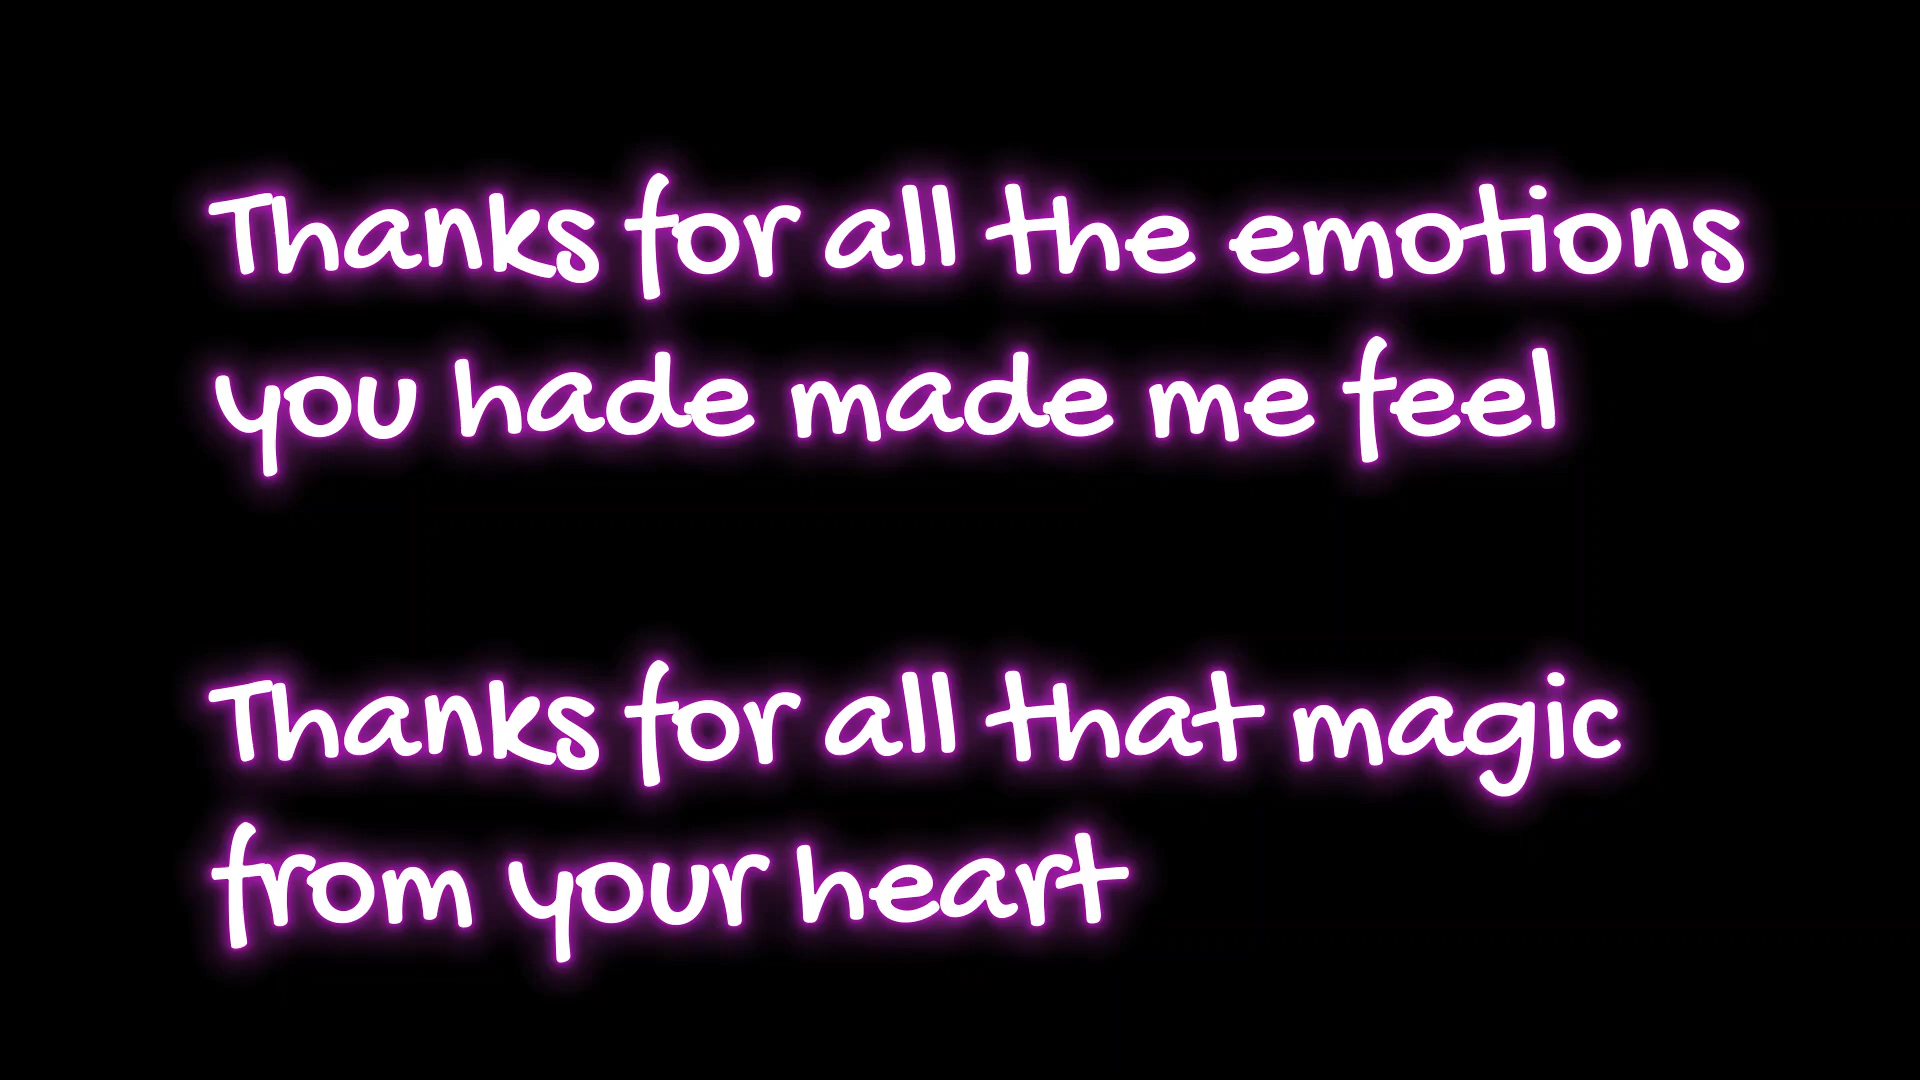 Thanks for all the emotions
you hade made me feel
Thanks for all that magic
from your heart